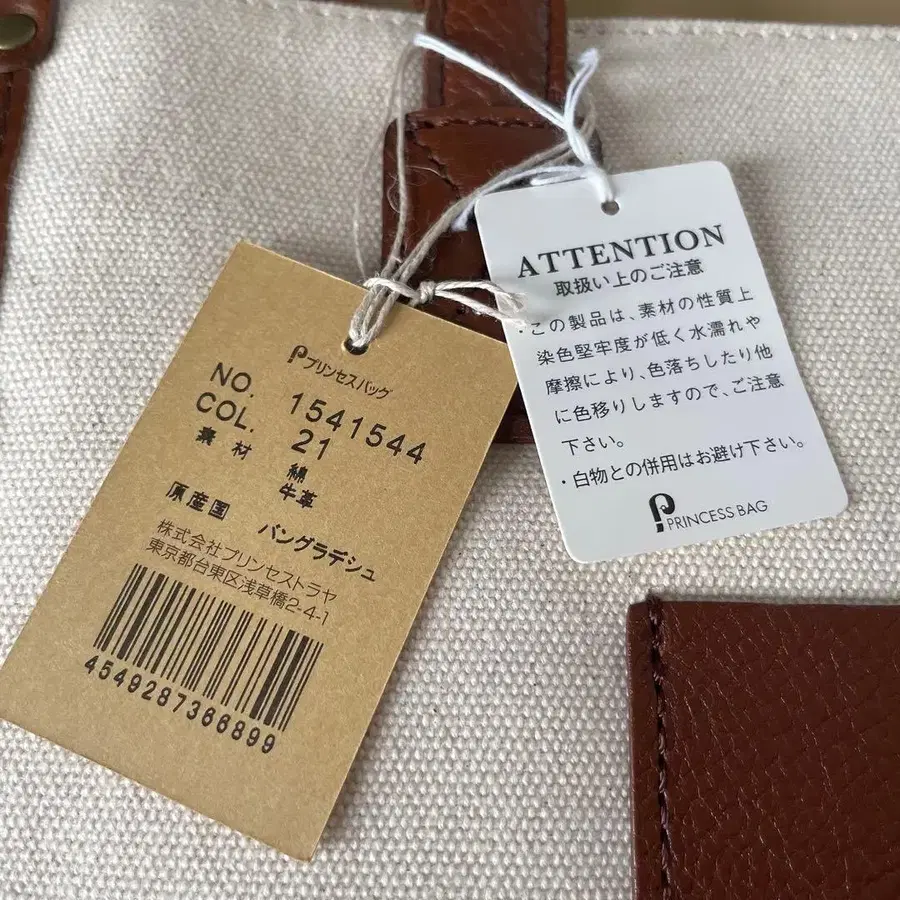 プリンセスバッグ
NO. 1541544
COL. 21
素材 綿
牛革
原産国 バングラデシュ
株式会社プリンセストラヤ
東京都台東区浅草橋2-4-1
4549287366899
ATTENTION
取扱い上のご注意
・この製品は、素材の性質上
染色堅牢度が低く水濡れや
摩擦により、色落ちしたり他
に色移りしますので、ご注意
下さい。
・白物との併用はお避け下さい。
PRINCESS BAG